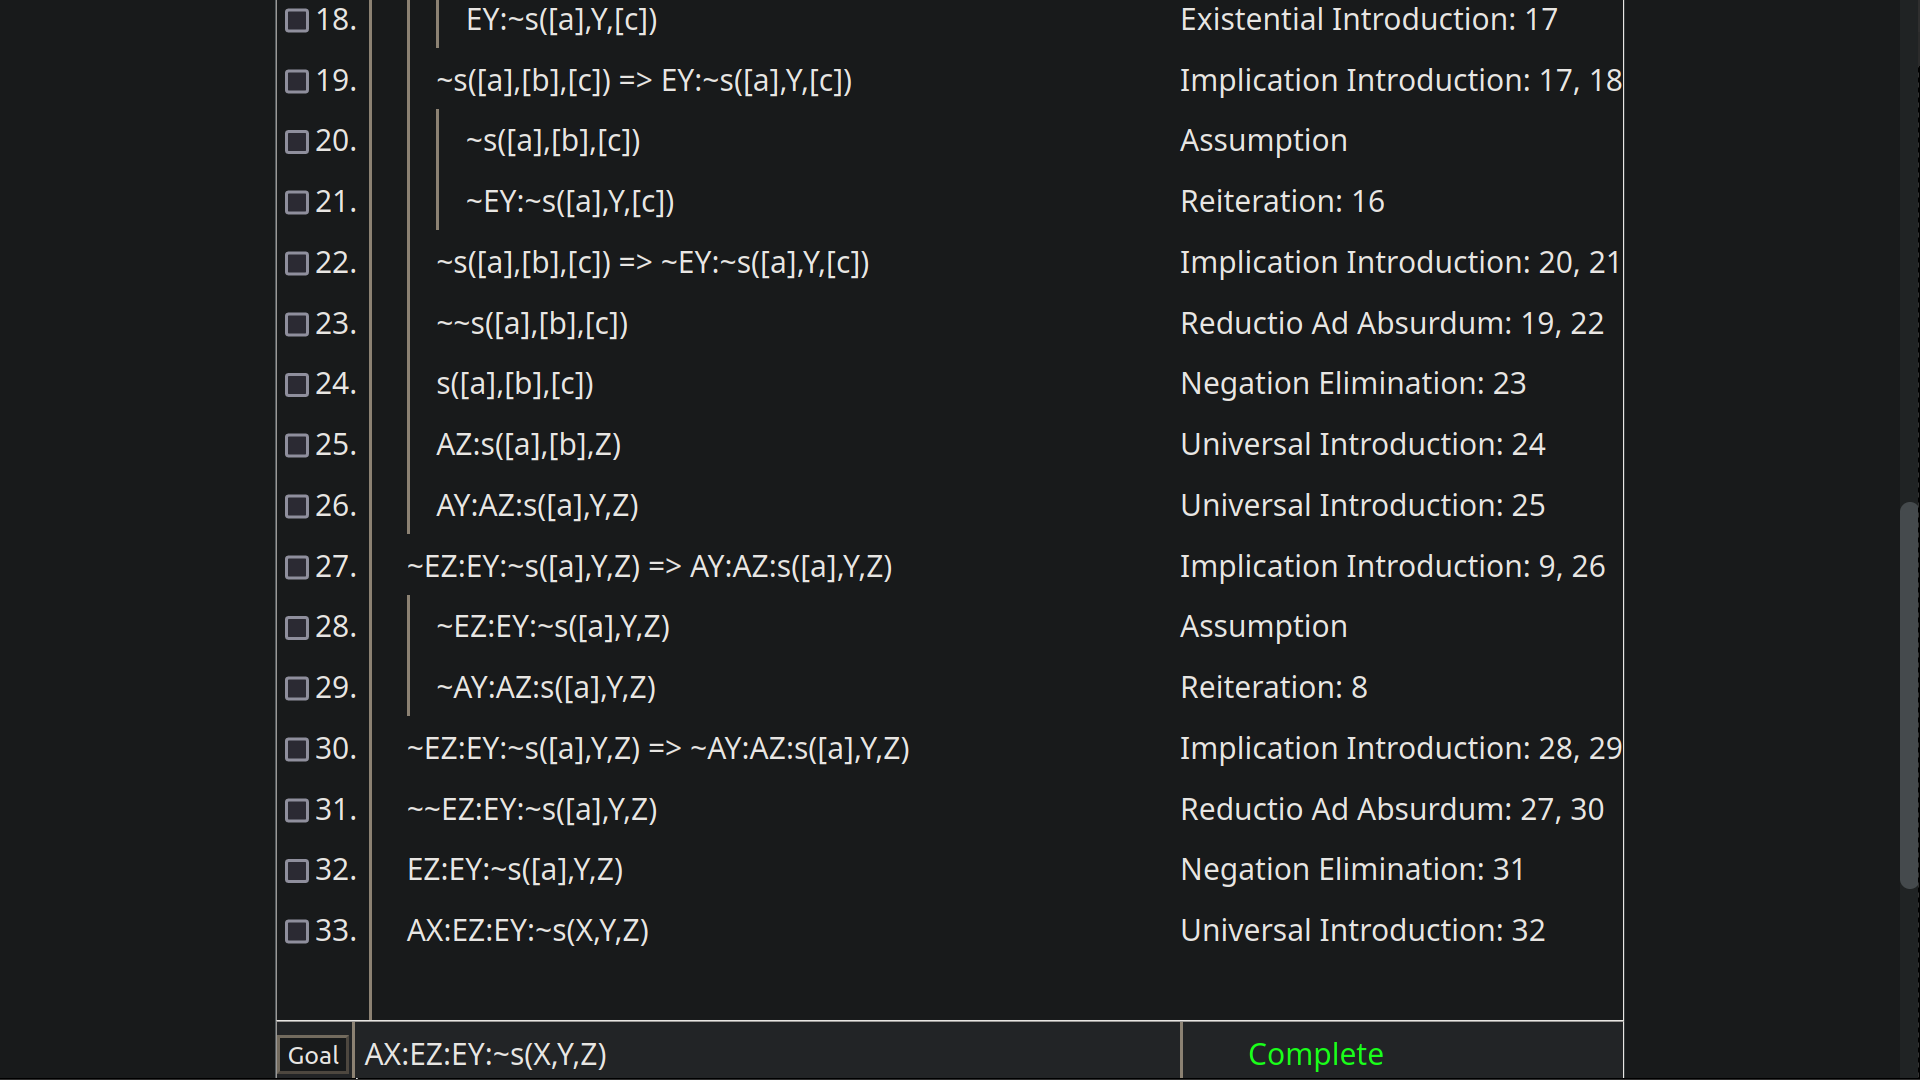 18. EY:~s([a],Y,[c]) Existential Introduction: 17
19. ~s([a],[b],[c]) => EY:~s([a],Y,[c]) Implication Introduction: 17, 18
20. ~s([a],[b],[c]) Assumption
21. ~EY:~s([a],Y,[c]) Reiteration: 16
22. ~s([a],[b],[c]) => ~EY:~s([a],Y,[c]) Implication Introduction: 20, 21
23. ~~s([a],[b],[c]) Reductio Ad Absurdum: 19, 22
24. s([a],[b],[c]) Negation Elimination: 23
25. AZ:s([a],[b],Z) Universal Introduction: 24
26. AY:AZ:s([a],Y,Z) Universal Introduction: 25
27. ~EZ:EY:~s([a],Y,Z) => AY:AZ:s([a],Y,Z) Implication Introduction: 9, 26
28. ~EZ:EY:~s([a],Y,Z) Assumption
29. ~AY:AZ:s([a],Y,Z) Reiteration: 8
30. ~EZ:EY:~s([a],Y,Z) => ~AY:AZ:s([a],Y,Z) Implication Introduction: 28, 29
31. ~~EZ:EY:~s([a],Y,Z) Reductio Ad Absurdum: 27, 30
32. EZ:EY:~s([a],Y,Z) Negation Elimination: 31
33. AX:EZ:EY:~s(X,Y,Z) Universal Introduction: 32
Goal AX:EZ:EY:~s(X,Y,Z) Complete